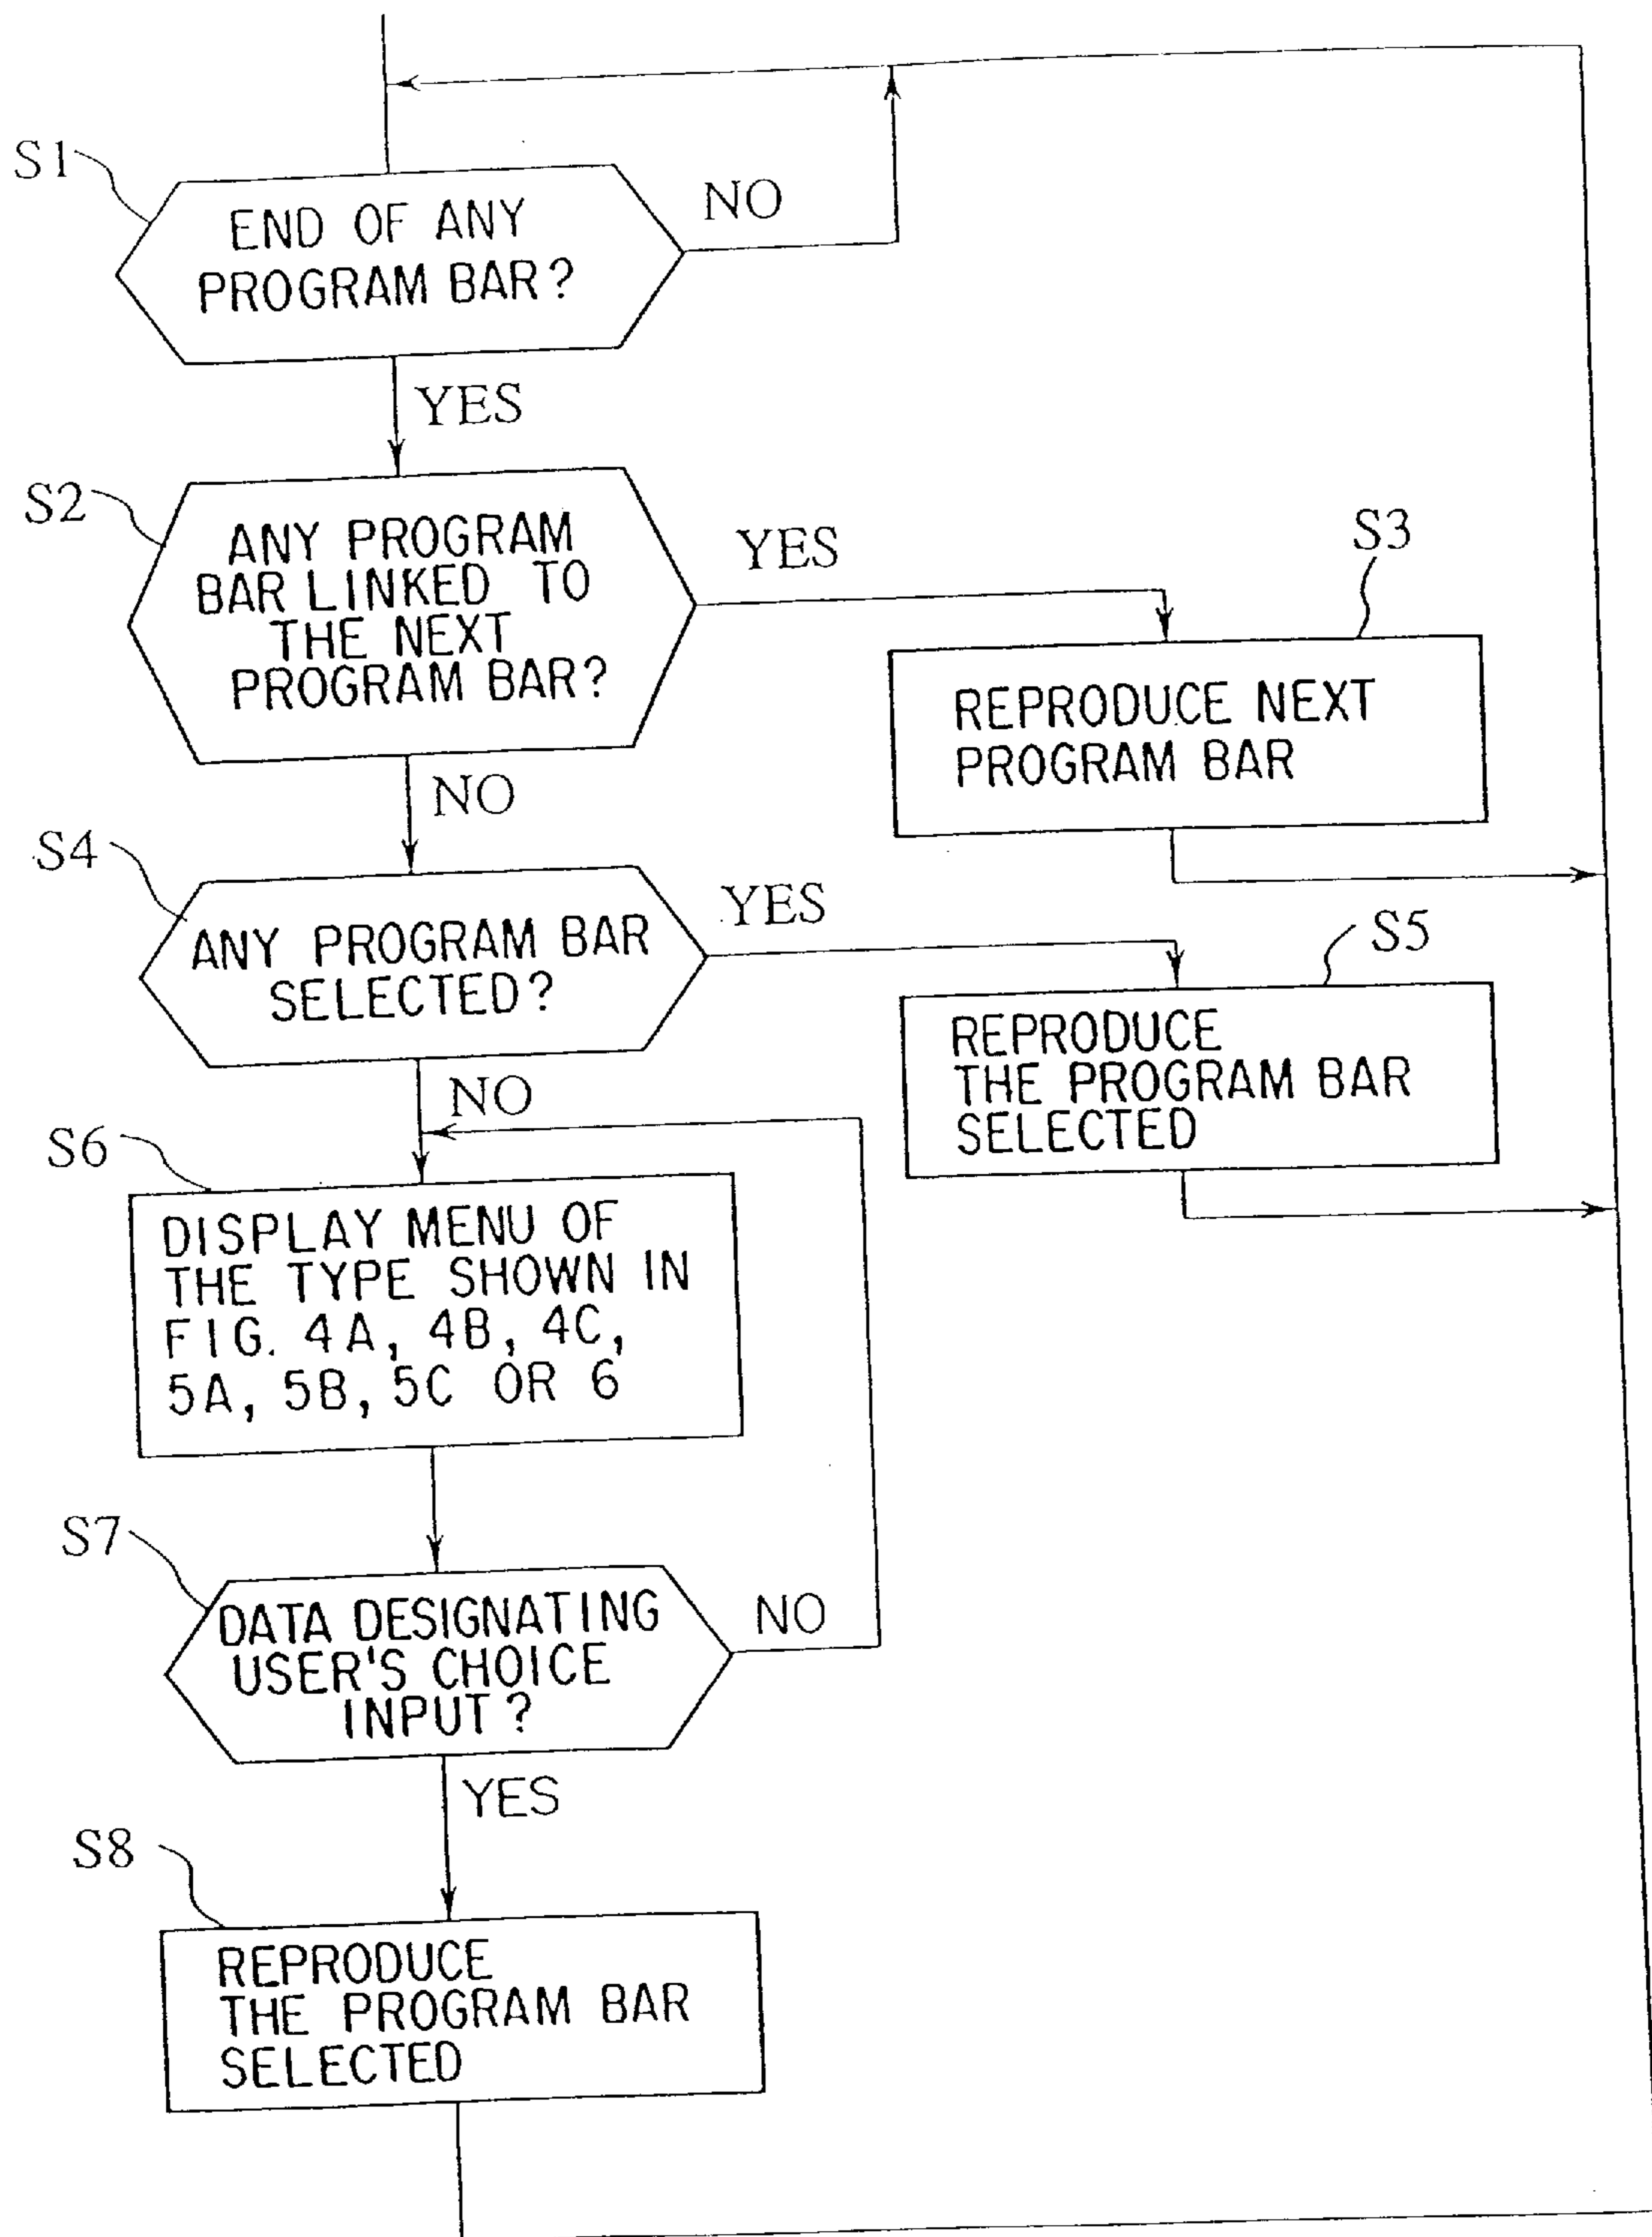 S1
END OF ANY
PROGRAM BAR?
NO
YES
S2
ANY PROGRAM
BAR LINKED TO
THE NEXT
PROGRAM BAR?
YES
S3
REPRODUCE NEXT
PROGRAM BAR
NO
S4
ANY PROGRAM BAR
SELECTED?
YES
S5
REPRODUCE
THE PROGRAM BAR
SELECTED
NO
S6
DISPLAY MENU OF
THE TYPE SHOWN IN
FIG. 4A, 4B, 4C,
5A, 5B, 5C OR 6
S7
DATA DESIGNATING
USER'S CHOICE
INPUT?
NO
YES
S8
REPRODUCE
THE PROGRAM BAR
SELECTED